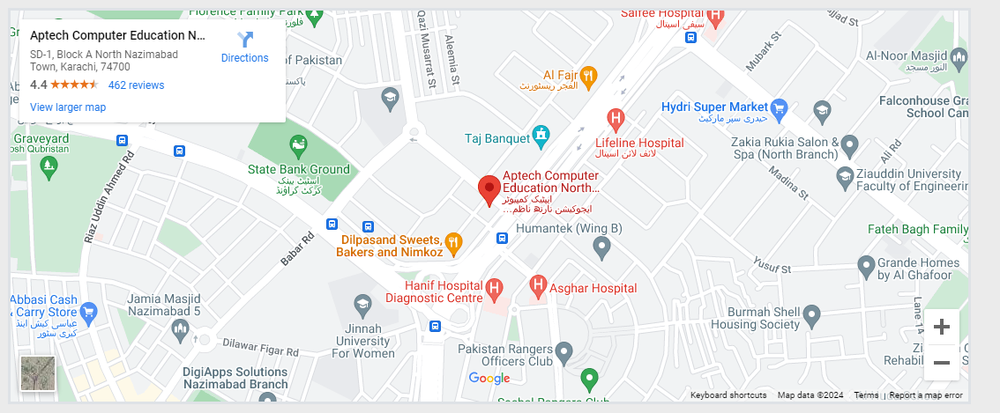 Aptech Computer Education N...
SD-1, Block A North Nazimabad
Town, Karachi, 74700
4.4
462 reviews
View larger map
Directions
Florence Family Park
of Pakistan
Qazi Musarrat St
Aleemia St
Saifee Hospital
سیفی اسپتال
Mubark St
Al-Noor Masjid
النور مسجد
Al Fajr
الفجر ریسٹورنٹ
Hydri Super Market
حیدری سپر مارکیٹ
Falconhouse Gra
School Cam
Graveyard
osh Qubristan
State Bank Ground
اسٹیٹ بینک
کرکٹ گراؤنڈ
Taj Banquet
Lifeline Hospital
لائف لائن اسپتال
Zakia Rukia Salon &
Spa (North Branch)
Ali Rd
Madina St
Ziauddin University
Faculty of Engineerin
Riaz Uddin Ahmed Rd
Aptech Computer
Education North...
ایپٹیک کمپیوٹر
ایجوکیشن نارتھ ناظم...
Babar Rd
Dilpasand Sweets,
Bakers and Nimkoz
Humantek (Wing B)
Fateh Bagh Family
Yusuf St
Grande Homes
by Al Ghafoor
Hanif Hospital
Diagnostic Centre
Asghar Hospital
Abbasi Cash
& Carry Store
عباسی کیش اینڈ
کیری سٹور
Jamia Masjid
Nazimabad 5
Jinnah
University
For Women
Burmah Shell
Housing Society
Lane 14
Dilawar Figar Rd
Pakistan Rangers
Officers Club
DigiApps Solutions
Nazimabad Branch
Google
Keyboard shortcuts
Map data ©2024
Terms
Report a map error